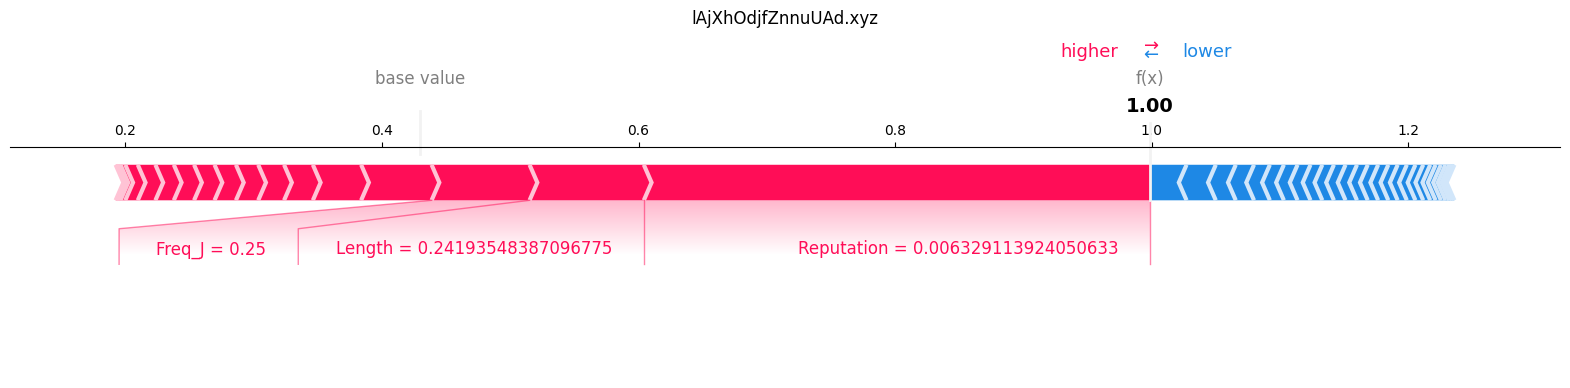 lAjXhOdjfZnnuUAd.xyz
higher → ← lower
base value f(x)
1.00
0.2 0.4 0.6 0.8 1.0 1.2
Freq_J = 0.25 Length = 0.24193548387096775 Reputation = 0.006329113924050633